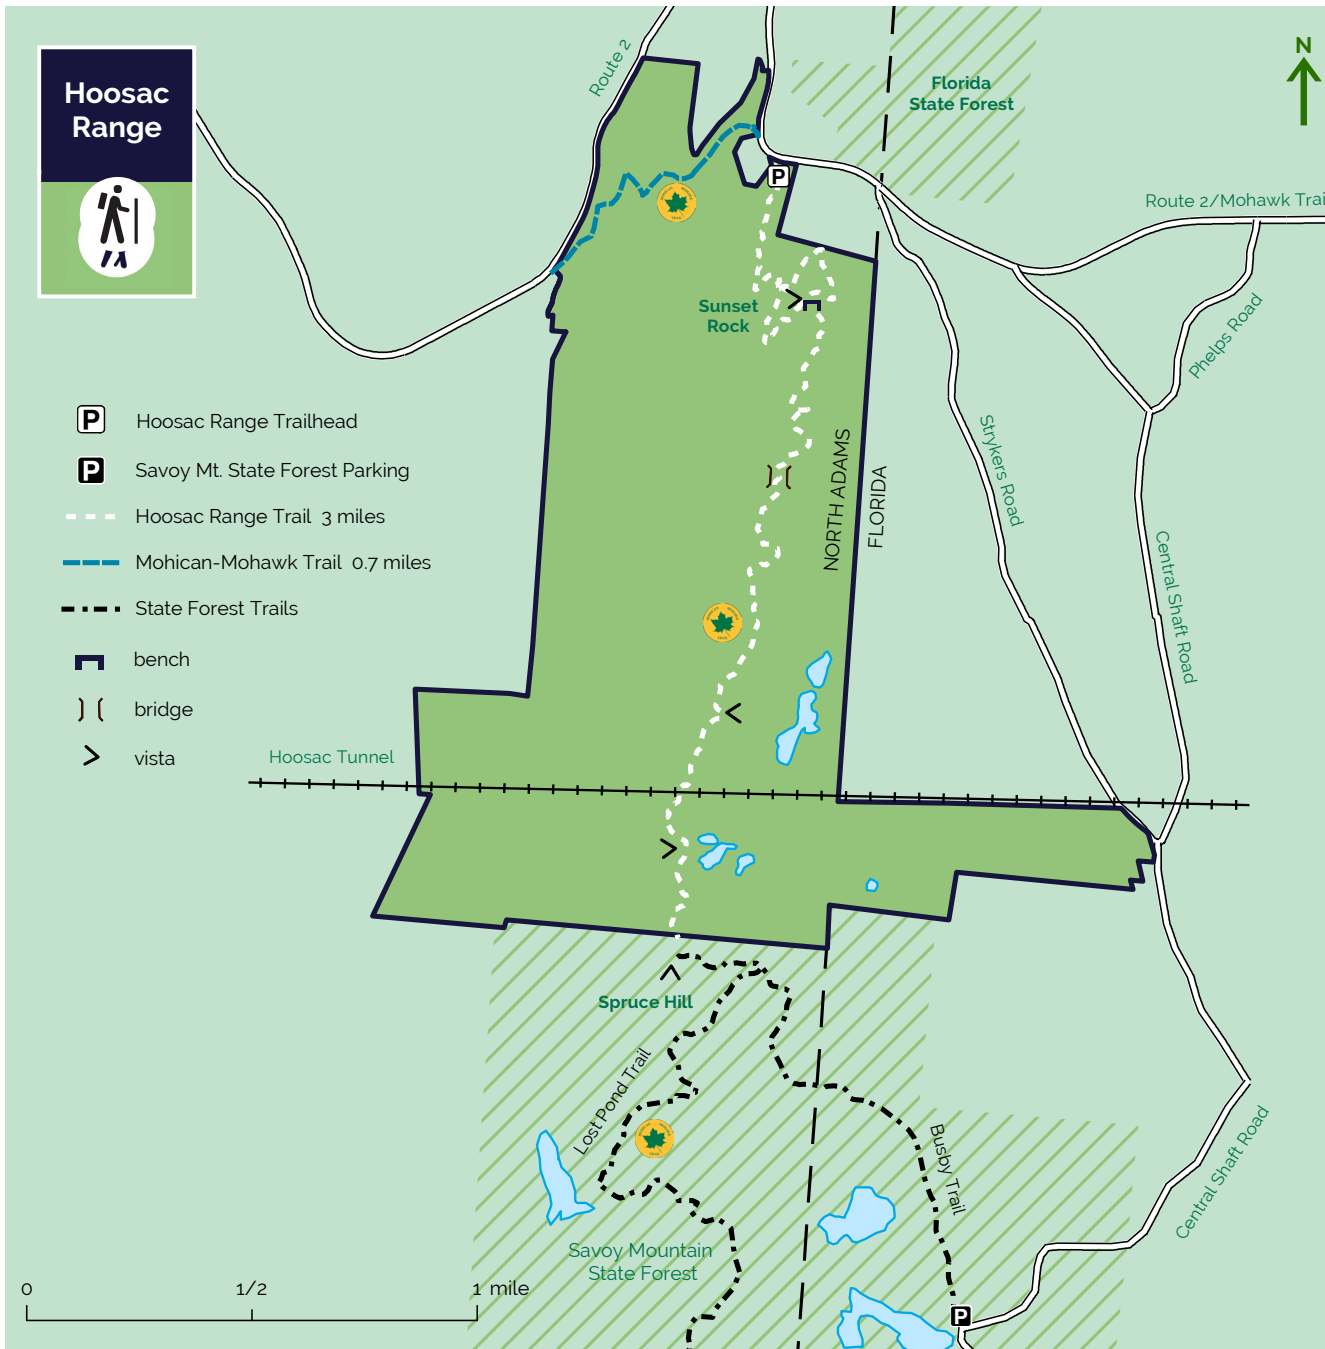 Hoosac
Range
Route 2
Florida
State Forest
N
Route 2/Mohawk Trai
P
Sunset
Rock
Phelps Road
P Hoosac Range Trailhead
P Savoy Mt. State Forest Parking
Hoosac Range Trail 3 miles
Mohican-Mohawk Trail 0.7 miles
State Forest Trails
bench
bridge
vista
NORTH ADAMS
FLORIDA
Strykers Road
Central Shaft Road
Hoosac Tunnel
Spruce Hill
Lost Pond Trail
Busby Trail
Central Shaft Road
Savoy Mountain
State Forest
P
0 1/2 1 mile